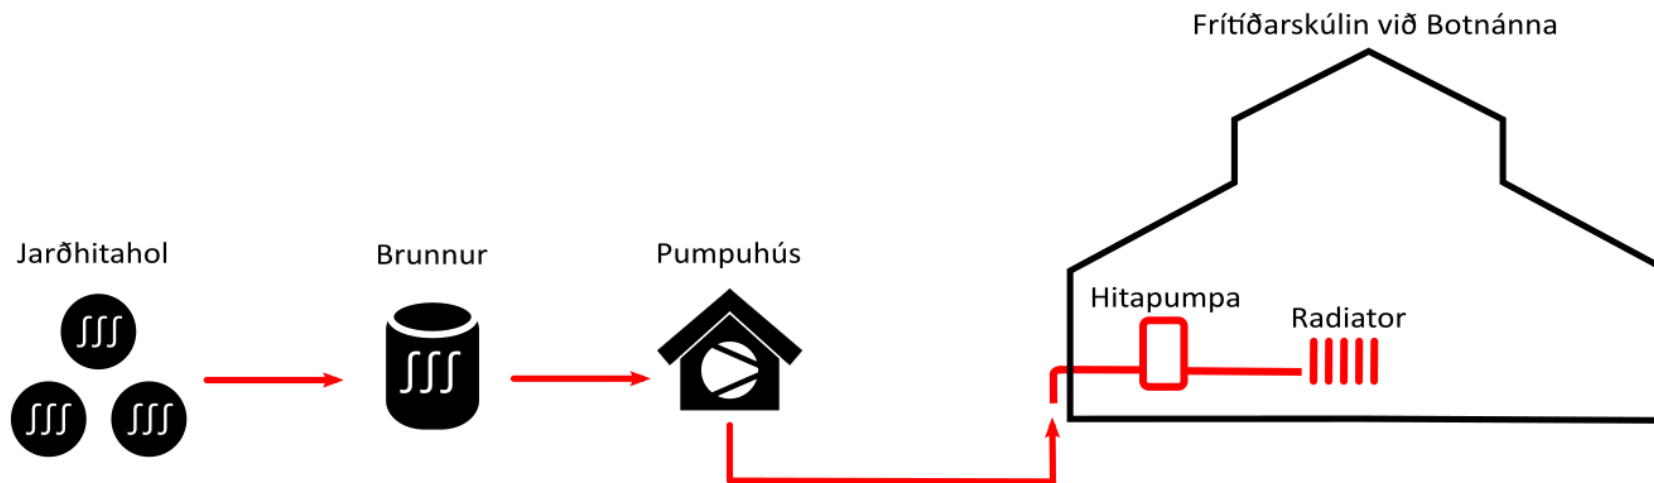 Frítíðarskúlin við Botnánna
Jarðhitahol
Brunnur
Pumpuhús
Hitapumpa
Radiator